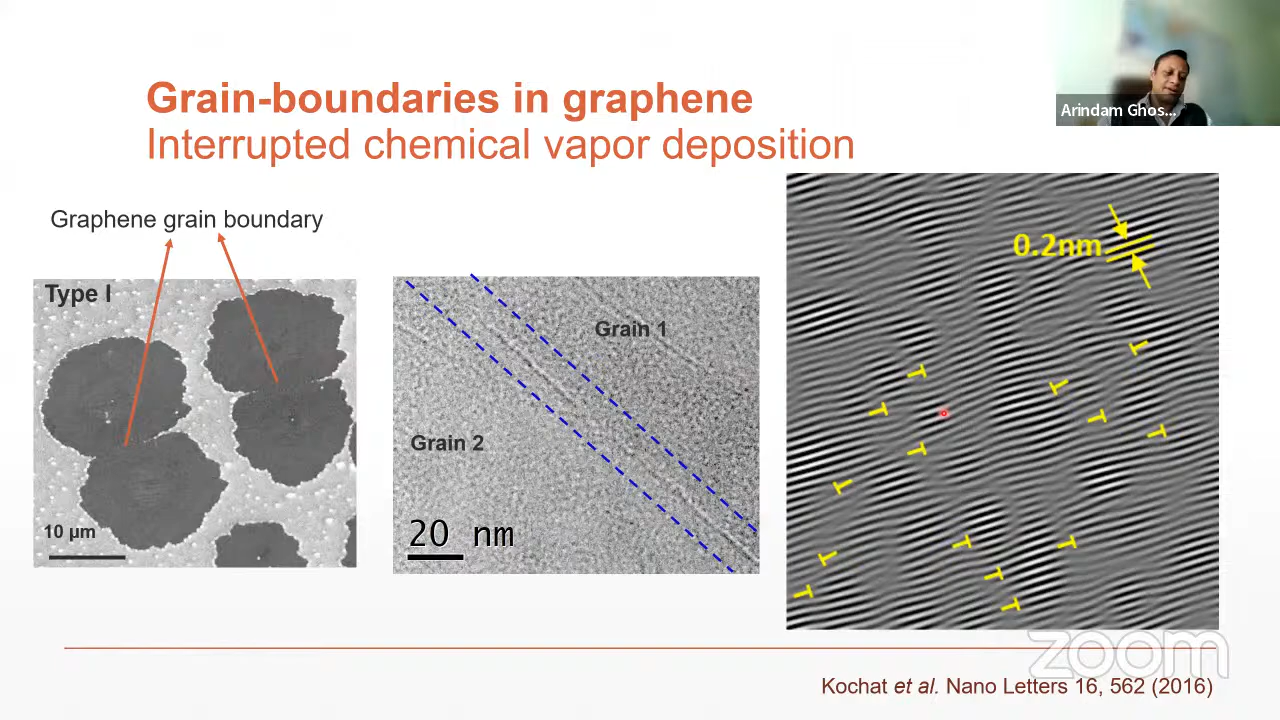 Grain-boundaries in graphene
Interrupted chemical vapor deposition
Arindam Ghos...
Graphene grain boundary
Type I
10 µm
Grain 1
Grain 2
20 nm
0.2nm
zoom
Kochat et al. Nano Letters 16, 562 (2016)